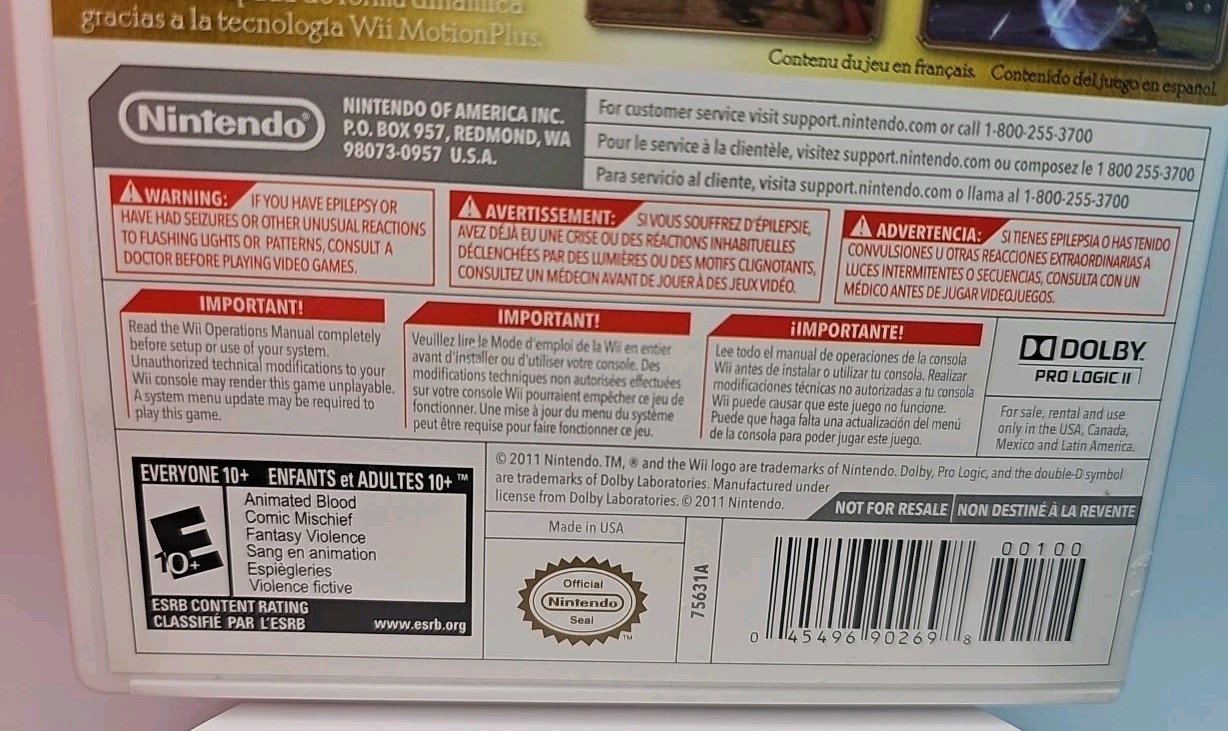 gracias a la tecnología Wii MotionPlus.
Contenu du jeu en français. Contenido del juego en español.
Nintendo®
NINTENDO OF AMERICA INC.
P.O. BOX 957, REDMOND, WA
98073-0957 U.S.A.
For customer service visit support.nintendo.com or call 1-800-255-3700
Pour le service à la clientèle, visitez support.nintendo.com ou composez le 1 800 255-3700
Para servicio al cliente, visita support.nintendo.com o llama al 1-800-255-3700
WARNING: IF YOU HAVE EPILEPSY OR
HAVE HAD SEIZURES OR OTHER UNUSUAL REACTIONS
TO FLASHING LIGHTS OR PATTERNS, CONSULT A
DOCTOR BEFORE PLAYING VIDEO GAMES.
AVERTISSEMENT: SI VOUS SOUFFREZ D'ÉPILEPSIE,
AVEZ DÉJÀ EU UNE CRISE OU DES RÉACTIONS INHABITUELLES
DÉCLENCHÉES PAR DES LUMIÈRES OU DES MOTIFS CLIGNOTANTS,
CONSULTEZ UN MÉDECIN AVANT DE JOUER À DES JEUX VIDÉO.
ADVERTENCIA: SI TIENES EPILEPSIA O HAS TENIDO
CONVULSIONES U OTRAS REACCIONES EXTRAORDINARIAS A
LUCES INTERMITENTES O SECUENCIAS, CONSULTA CON UN
MÉDICO ANTES DE JUGAR VIDEOJUEGOS.
IMPORTANT!
Read the Wii Operations Manual completely
before setup or use of your system.
Unauthorized technical modifications to your
Wii console may render this game unplayable.
A system menu update may be required to
play this game.
IMPORTANT!
Veuillez lire le Mode d'emploi de la Wii en entier
avant d'installer ou d'utiliser votre console. Des
modifications techniques non autorisées effectuées
sur votre console Wii pourraient empêcher ce jeu de
fonctionner. Une mise à jour du menu du système
peut être requise pour faire fonctionner ce jeu.
¡IMPORTANTE!
Lee todo el manual de operaciones de la consola
Wii antes de instalar o utilizar tu consola. Realizar
modificaciones técnicas no autorizadas a tu consola
Wii puede causar que este juego no funcione.
Puede que haga falta una actualización del menú
de la consola para poder jugar este juego.
DOLBY
PRO LOGIC II
For sale, rental and use
only in the USA, Canada,
Mexico and Latin America.
EVERYONE 10+ ENFANTS et ADULTES 10+ ™
E
10+
Animated Blood
Comic Mischief
Fantasy Violence
Sang en animation
Espiègleries
Violence fictive
ESRB CONTENT RATING
CLASSIFIÉ PAR L'ESRB
www.esrb.org
© 2011 Nintendo. TM, ® and the Wii logo are trademarks of Nintendo. Dolby, Pro Logic, and the double-D symbol
are trademarks of Dolby Laboratories. Manufactured under
license from Dolby Laboratories. © 2011 Nintendo.
NOT FOR RESALE NON DESTINÉ À LA REVENTE
Made in USA
Official
Nintendo
Seal
TM
75631A
0 45496 90269 8
00100